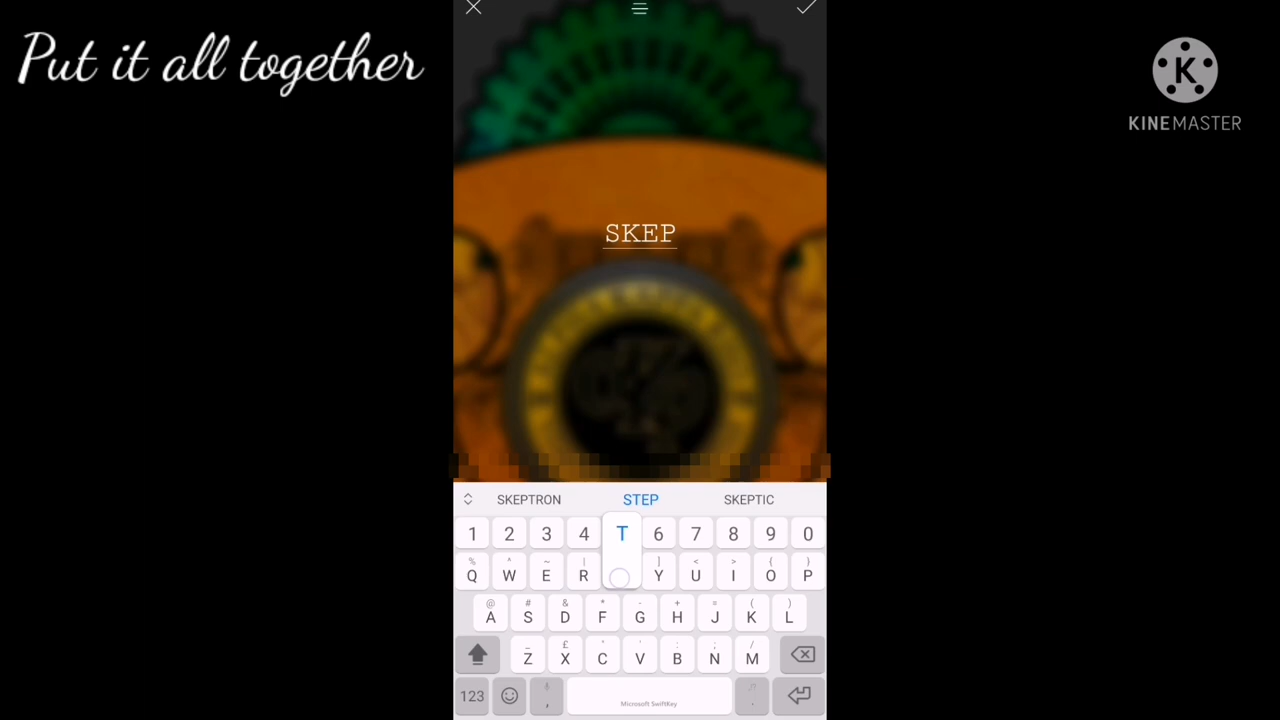 Put it all together
K
KINEMASTER
SKEP
SKEPTRON STEP SKEPTIC
1 2 3 4 T 6 7 8 9 0
% ^ ~ | ] < > { }
Q W E R Y U I O P
@ # & * - + = ( )
A S D F G H J K L
_ £ " ' : ; /
Z X C V B N M
123 , Microsoft SwiftKey .